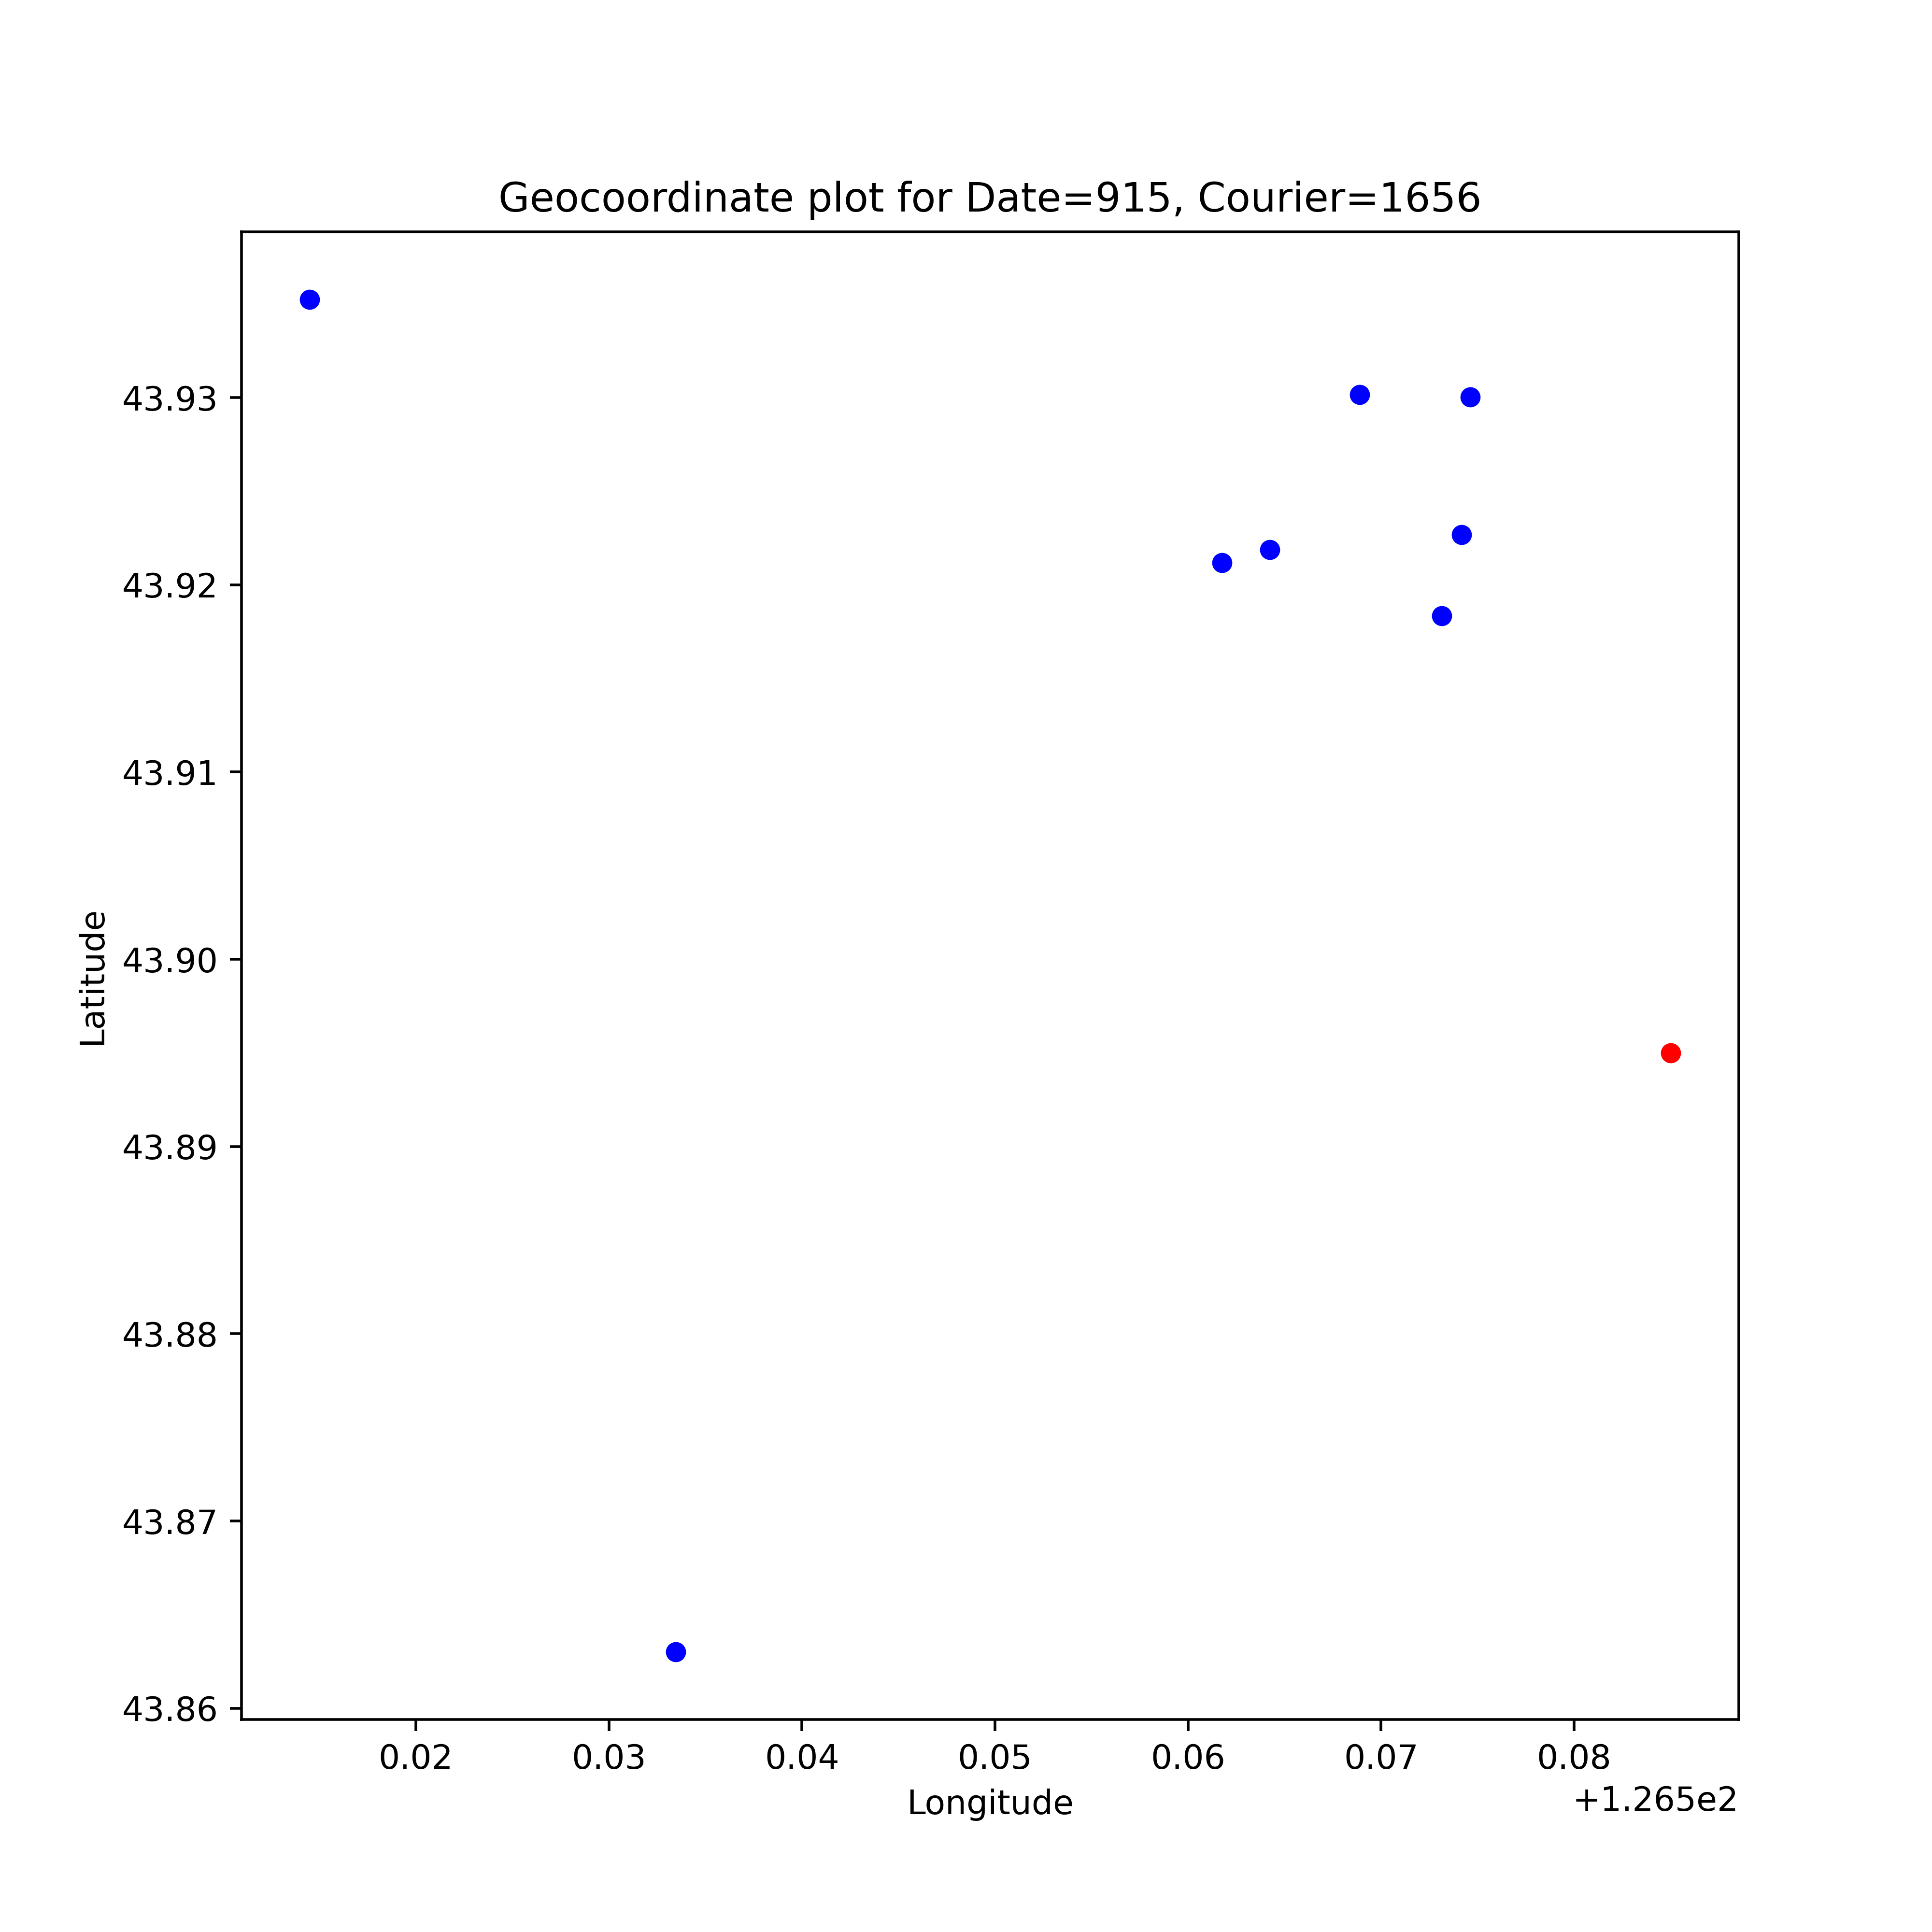 Geocoordinate plot for Date=915, Courier=1656
Latitude
43.93
43.92
43.91
43.90
43.89
43.88
43.87
43.86
0.02 0.03 0.04 0.05 0.06 0.07 0.08
+1.265e2
Longitude